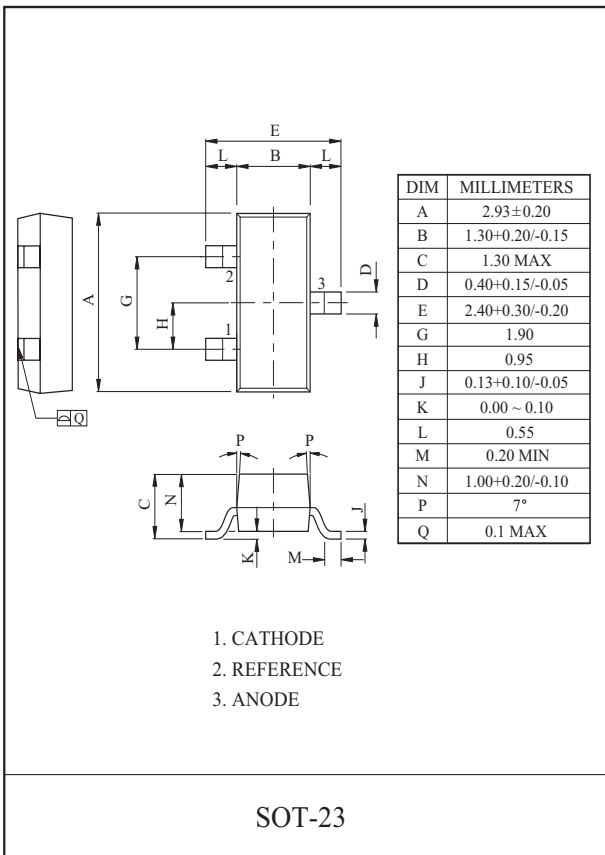 E
L B L
2
3
1
A
G
H
D
Q
P P
C
N
K
M
J
DIM MILLIMETERS
A 2.93±0.20
B 1.30+0.20/-0.15
C 1.30 MAX
D 0.40+0.15/-0.05
E 2.40+0.30/-0.20
G 1.90
H 0.95
J 0.13+0.10/-0.05
K 0.00 ~ 0.10
L 0.55
M 0.20 MIN
N 1.00+0.20/-0.10
P 7°
Q 0.1 MAX
1. CATHODE
2. REFERENCE
3. ANODE
SOT-23